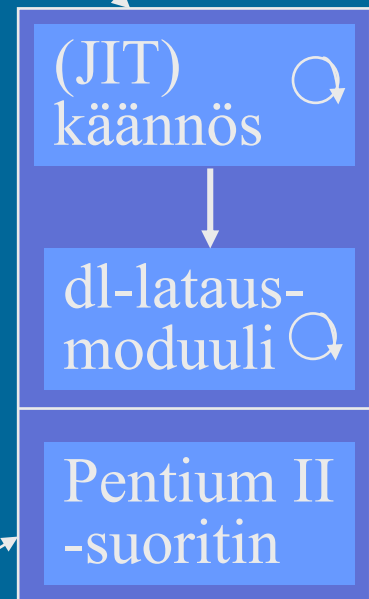 (JIT)
käännös
dl-lataus-
moduuli
Pentium II
-suoritin